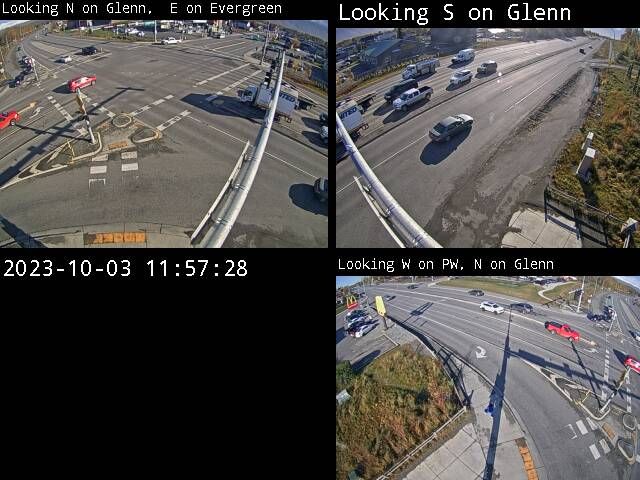 Looking N on Glenn,  E on Evergreen
Looking S on Glenn
2023-10-03 11:57:28
Looking W on PW, N on Glenn